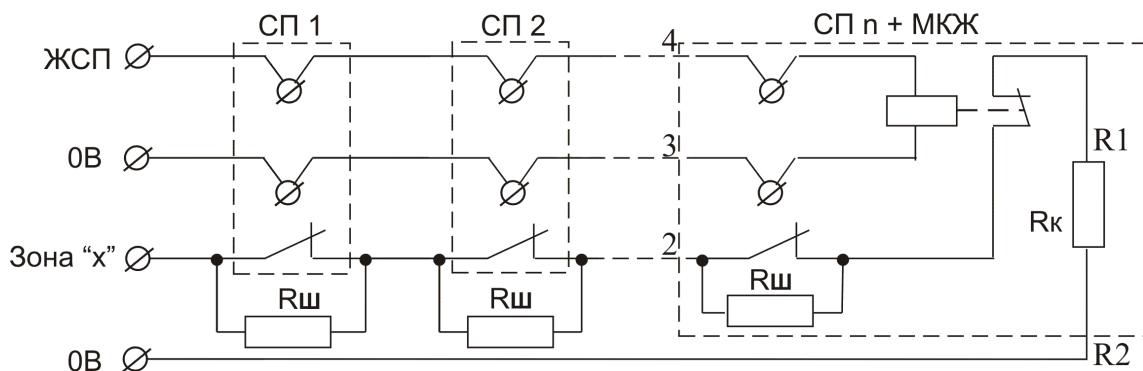 СП 1
СП 2
СП n + МКЖ
ЖСП
4
0В
3
R1
Rк
Зона “х”
2
Rш
Rш
Rш
0В
R2